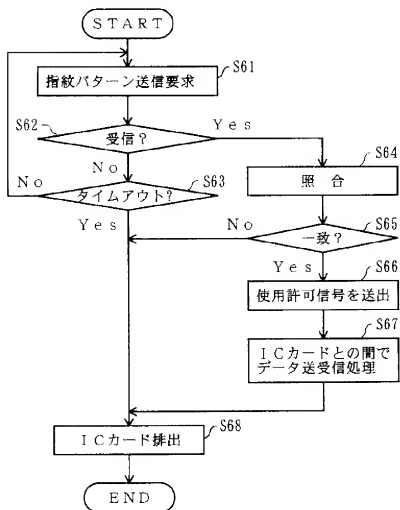 START
S61
指紋パターン送信要求
S62
受信?
Yes
No
S64
照 合
S63
タイムアウト?
No
Yes
S65
一致?
No
Yes
S66
使用許可信号を送出
S67
ICカードとの間で
データ送受信処理
S68
ICカード排出
END